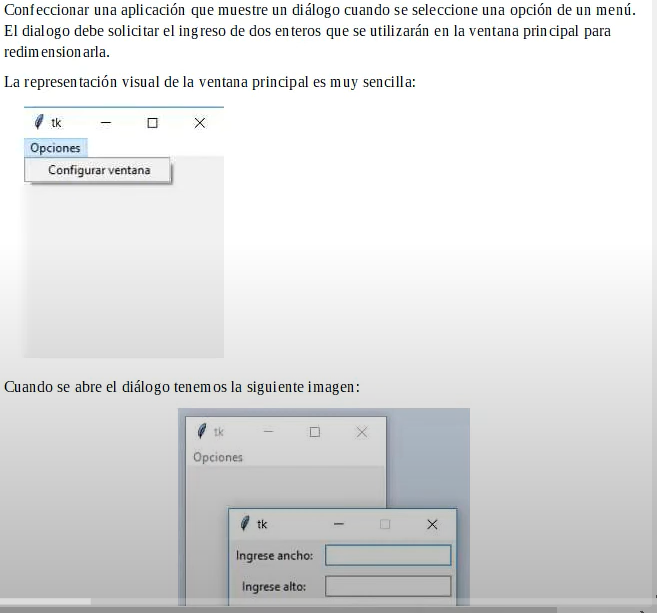 Confeccionar una aplicación que muestre un diálogo cuando se seleccione una opción de un menú.
El dialogo debe solicitar el ingreso de dos enteros que se utilizarán en la ventana principal para
redimensionarla.
La representación visual de la ventana principal es muy sencilla:
tk
Opciones
Configurar ventana
Cuando se abre el diálogo tenemos la siguiente imagen:
tk
Opciones
tk
Ingrese ancho:
Ingrese alto: